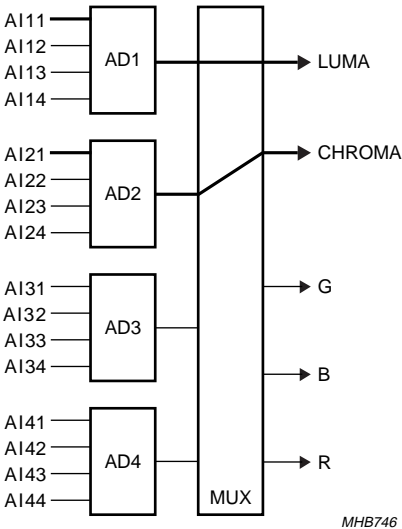 AI11
AI12
AI13
AI14
AD1
LUMA
AI21
AI22
AI23
AI24
AD2
CHROMA
AI31
AI32
AI33
AI34
AD3
G
B
AI41
AI42
AI43
AI44
AD4
R
MUX
MHB746